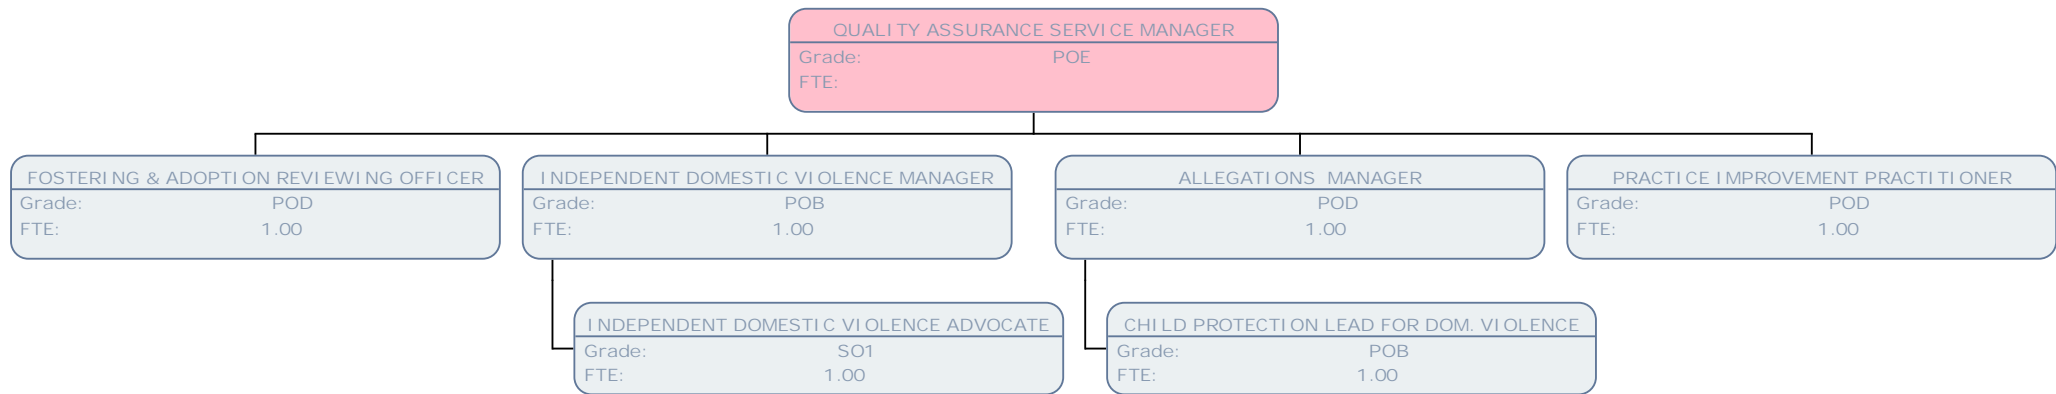 QUALITY ASSURANCE SERVICE MANAGER
Grade: POE
FTE:
FOSTERING & ADOPTION REVIEWING OFFICER
Grade: POD
FTE: 1.00
INDEPENDENT DOMESTIC VIOLENCE MANAGER
Grade: POB
FTE: 1.00
ALLEGATIONS MANAGER
Grade: POD
FTE: 1.00
PRACTICE IMPROVEMENT PRACTITIONER
Grade: POD
FTE: 1.00
INDEPENDENT DOMESTIC VIOLENCE ADVOCATE
Grade: SO1
FTE: 1.00
CHILD PROTECTION LEAD FOR DOM. VIOLENCE
Grade: POB
FTE: 1.00